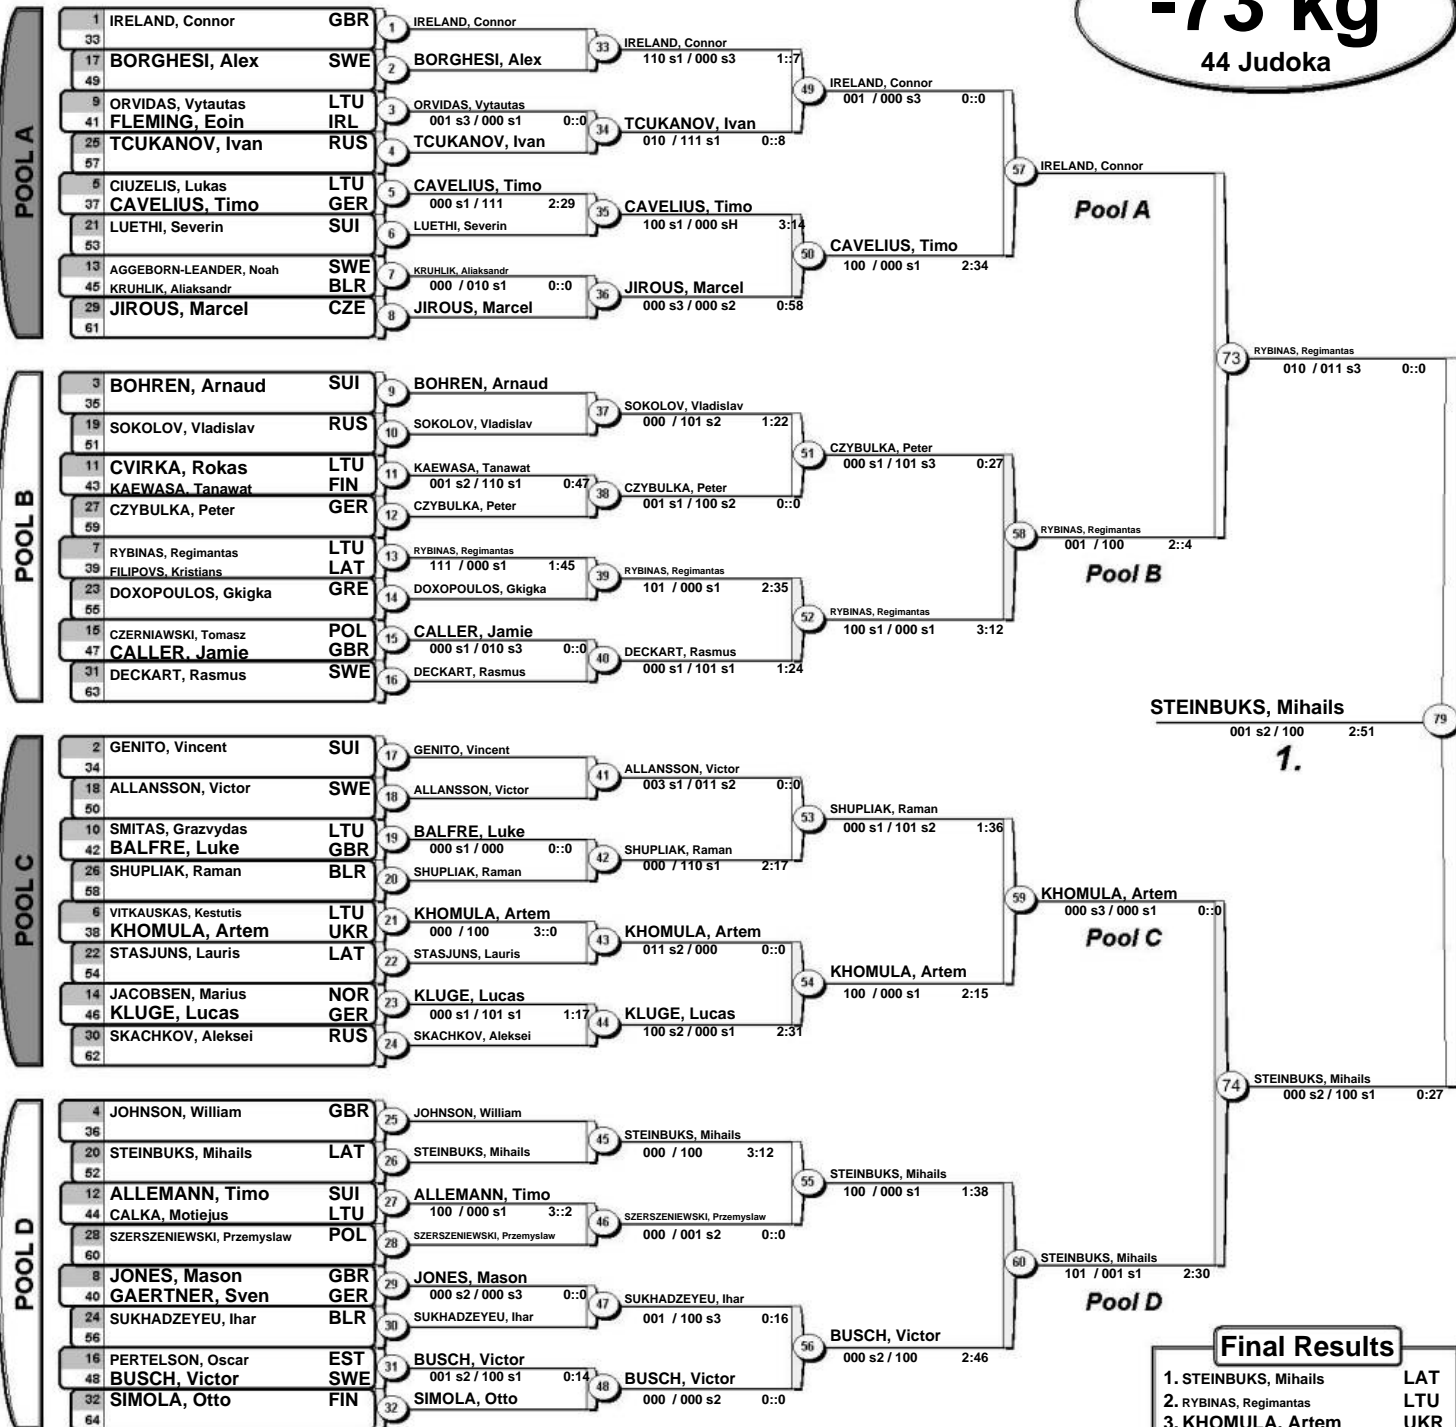 -73 kg
44 Judoka
POOL A
1 IRELAND, Connor GBR
33
17 BORGHESI, Alex SWE
49
9 ORVIDAS, Vytautas LTU
41 FLEMING, Eoin IRL
25 TCUKANOV, Ivan RUS
57
5 CIUZELIS, Lukas LTU
37 CAVELIUS, Timo GER
21 LUETHI, Severin SUI
53
13 AGGEBORN-LEANDER, Noah SWE
45 KRUHLIK, Aliaksandr BLR
29 JIROUS, Marcel CZE
61
1 IRELAND, Connor
2 BORGHESI, Alex
3 ORVIDAS, Vytautas
001 s3 / 000 s1 0::0
4 TCUKANOV, Ivan
5 CAVELIUS, Timo
000 s1 / 111 2:29
6 LUETHI, Severin
7 KRUHLIK, Aliaksandr
000 / 010 s1 0::0
8 JIROUS, Marcel
33 IRELAND, Connor
110 s1 / 000 s3 1::7
34 TCUKANOV, Ivan
010 / 111 s1 0::8
35 CAVELIUS, Timo
100 s1 / 000 sH 3:14
36 JIROUS, Marcel
000 s3 / 000 s2 0:58
49 IRELAND, Connor
001 / 000 s3 0::0
50 CAVELIUS, Timo
100 / 000 s1 2:34
57 IRELAND, Connor
Pool A
POOL B
3 BOHREN, Arnaud SUI
35
19 SOKOLOV, Vladislav RUS
51
11 CVIRKA, Rokas LTU
43 KAEWASA, Tanawat FIN
27 CZYBULKA, Peter GER
59
7 RYBINAS, Regimantas LTU
39 FILIPOVS, Kristians LAT
23 DOXOPOULOS, Gkigka GRE
55
15 CZERNIAWSKI, Tomasz POL
47 CALLER, Jamie GBR
31 DECKART, Rasmus SWE
63
9 BOHREN, Arnaud
10 SOKOLOV, Vladislav
11 KAEWASA, Tanawat
001 s2 / 110 s1 0:47
12 CZYBULKA, Peter
13 RYBINAS, Regimantas
111 / 000 s1 1:45
14 DOXOPOULOS, Gkigka
15 CALLER, Jamie
000 s1 / 010 s3 0::0
16 DECKART, Rasmus
37 SOKOLOV, Vladislav
000 / 101 s2 1:22
38 CZYBULKA, Peter
001 s1 / 100 s2 0::0
39 RYBINAS, Regimantas
101 / 000 s1 2:35
40 DECKART, Rasmus
000 s1 / 101 s1 1:24
51 CZYBULKA, Peter
000 s1 / 101 s3 0:27
52 RYBINAS, Regimantas
100 s1 / 000 s1 3:12
58 RYBINAS, Regimantas
001 / 100 2::4
Pool B
73 RYBINAS, Regimantas
010 / 011 s3 0::0
STEINBUKS, Mihails 79
001 s2 / 100 2:51
1.
POOL C
2 GENITO, Vincent SUI
34
18 ALLANSSON, Victor SWE
50
10 SMITAS, Grazvydas LTU
42 BALFRE, Luke GBR
26 SHUPLIAK, Raman BLR
58
6 VITKAUSKAS, Kestutis LTU
38 KHOMULA, Artem UKR
22 STASJUNS, Lauris LAT
54
14 JACOBSEN, Marius NOR
46 KLUGE, Lucas GER
30 SKACHKOV, Aleksei RUS
62
17 GENITO, Vincent
18 ALLANSSON, Victor
19 BALFRE, Luke
000 s1 / 000 0::0
20 SHUPLIAK, Raman
21 KHOMULA, Artem
000 / 100 3::0
22 STASJUNS, Lauris
23 KLUGE, Lucas
000 s1 / 101 s1 1:17
24 SKACHKOV, Aleksei
41 ALLANSSON, Victor
003 s1 / 011 s2 0::0
42 SHUPLIAK, Raman
000 / 110 s1 2:17
43 KHOMULA, Artem
011 s2 / 000 0::0
44 KLUGE, Lucas
100 s2 / 000 s1 2:31
53 SHUPLIAK, Raman
000 s1 / 101 s2 1:36
54 KHOMULA, Artem
100 / 000 s1 2:15
59 KHOMULA, Artem
000 s3 / 000 s1 0::0
Pool C
74 STEINBUKS, Mihails
000 s2 / 100 s1 0:27
POOL D
4 JOHNSON, William GBR
36
20 STEINBUKS, Mihails LAT
52
12 ALLEMANN, Timo SUI
44 CALKA, Motiejus LTU
28 SZERSZENIEWSKI, Przemyslaw POL
60
8 JONES, Mason GBR
40 GAERTNER, Sven GER
24 SUKHADZEYEU, Ihar BLR
56
16 PERTELSON, Oscar EST
48 BUSCH, Victor SWE
32 SIMOLA, Otto FIN
64
25 JOHNSON, William
26 STEINBUKS, Mihails
27 ALLEMANN, Timo
100 / 000 s1 3::2
28 SZERSZENIEWSKI, Przemyslaw
29 JONES, Mason
000 s2 / 000 s3 0::0
30 SUKHADZEYEU, Ihar
31 BUSCH, Victor
001 s2 / 100 s1 0:14
32 SIMOLA, Otto
45 STEINBUKS, Mihails
000 / 100 3:12
46 SZERSZENIEWSKI, Przemyslaw
000 / 001 s2 0::0
47 SUKHADZEYEU, Ihar
001 / 100 s3 0:16
48 BUSCH, Victor
000 / 000 s2 0::0
55 STEINBUKS, Mihails
100 / 000 s1 1:38
56 BUSCH, Victor
000 s2 / 100 2:46
60 STEINBUKS, Mihails
101 / 001 s1 2:30
Pool D
Final Results
1. STEINBUKS, Mihails LAT
2. RYBINAS, Regimantas LTU
3. KHOMULA, Artem UKR